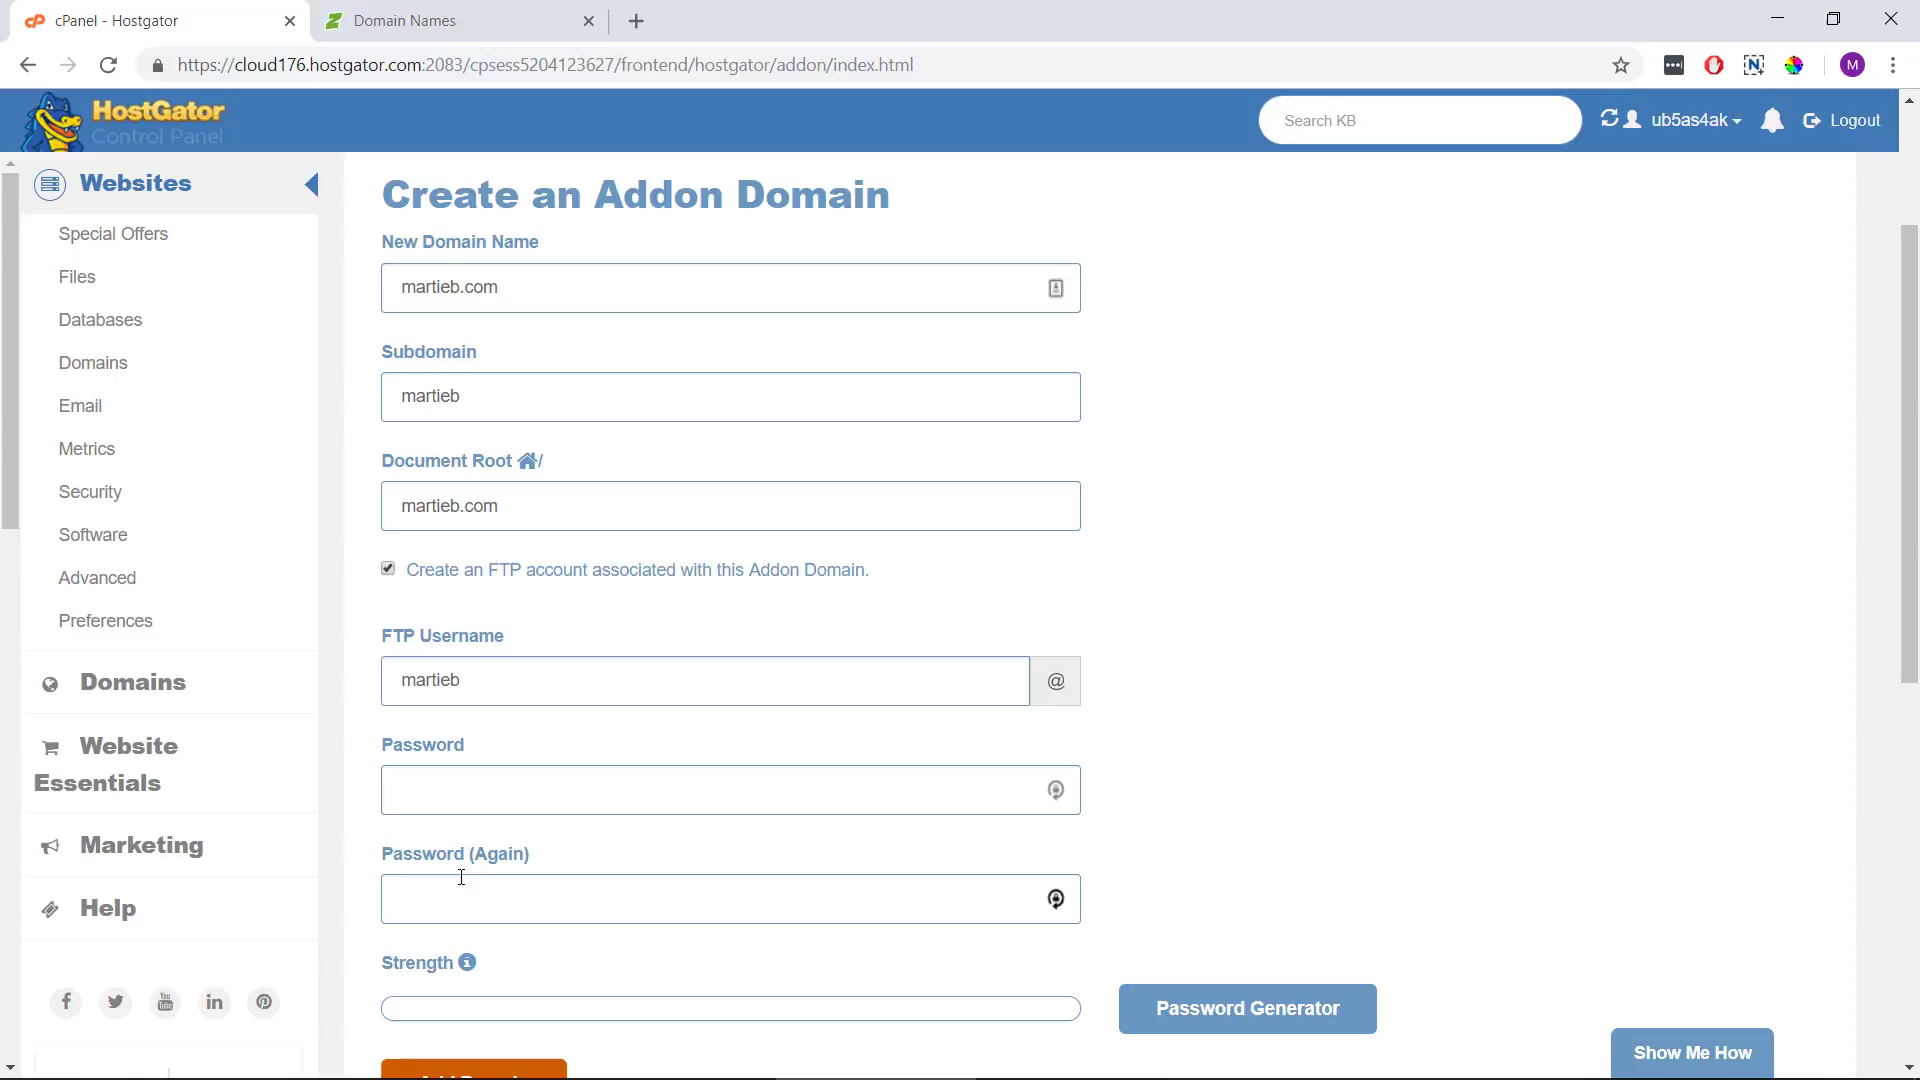 cPanel - Hostgator
Domain Names
https://cloud176.hostgator.com:2083/cpsess5204123627/frontend/hostgator/addon/index.html
M
HostGator
Control Panel
Search KB
ub5as4ak
Logout
Websites
Special Offers
Files
Databases
Domains
Email
Metrics
Security
Software
Advanced
Preferences
Domains
Website
Essentials
Marketing
Help
Create an Addon Domain
New Domain Name
martieb.com
Subdomain
martieb
Document Root /
martieb.com
Create an FTP account associated with this Addon Domain.
FTP Username
martieb
@
Password
Password (Again)
Strength
Password Generator
Show Me How